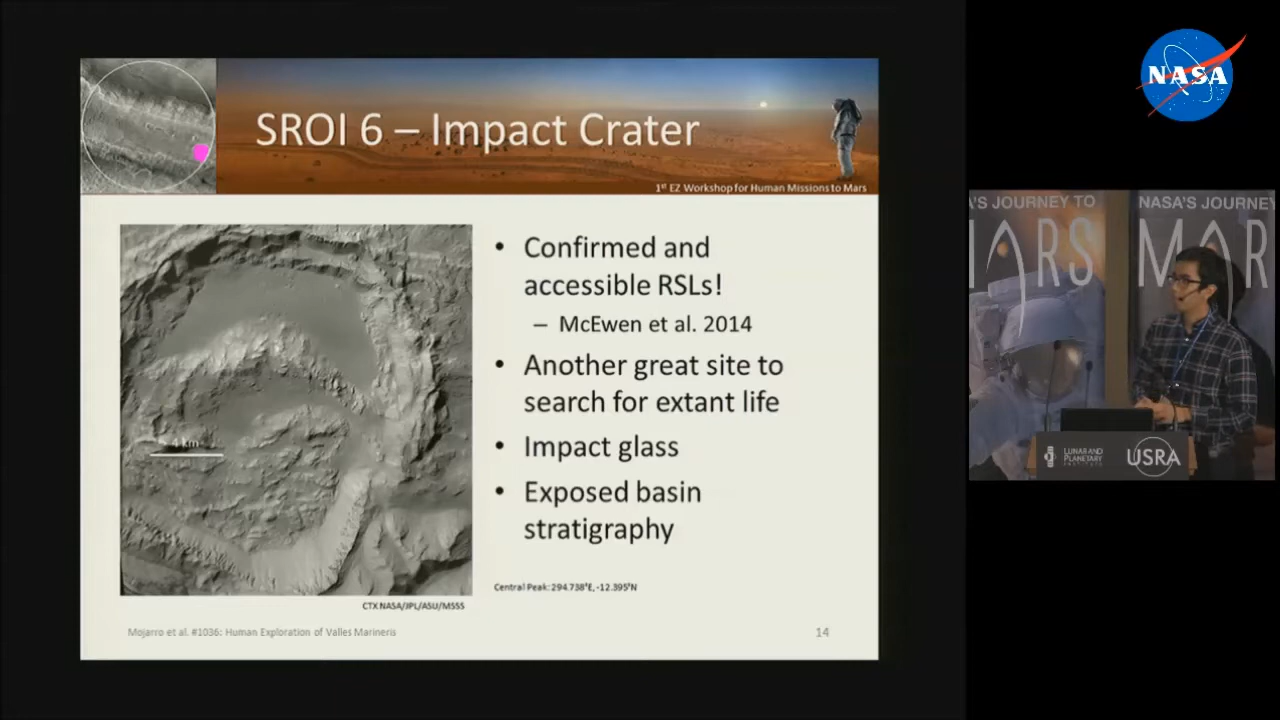 NASA
SROI 6 – Impact Crater
1st EZ Workshop for Human Missions to Mars
• Confirmed and
accessible RSLs!
– McEwen et al. 2014
• Another great site to
search for extant life
• Impact glass
• Exposed basin
stratigraphy
4 km
Central Peak: 294.738°E, -12.395°N
CTX NASA/JPL/ASU/MSSS
Mojarro et al. #1036: Human Exploration of Valles Marineris
14
A'S JOURNEY TO
ARS
NASA'S JOURNEY
MAR
LUNAR AND
PLANETARY
INSTITUTE
USRA